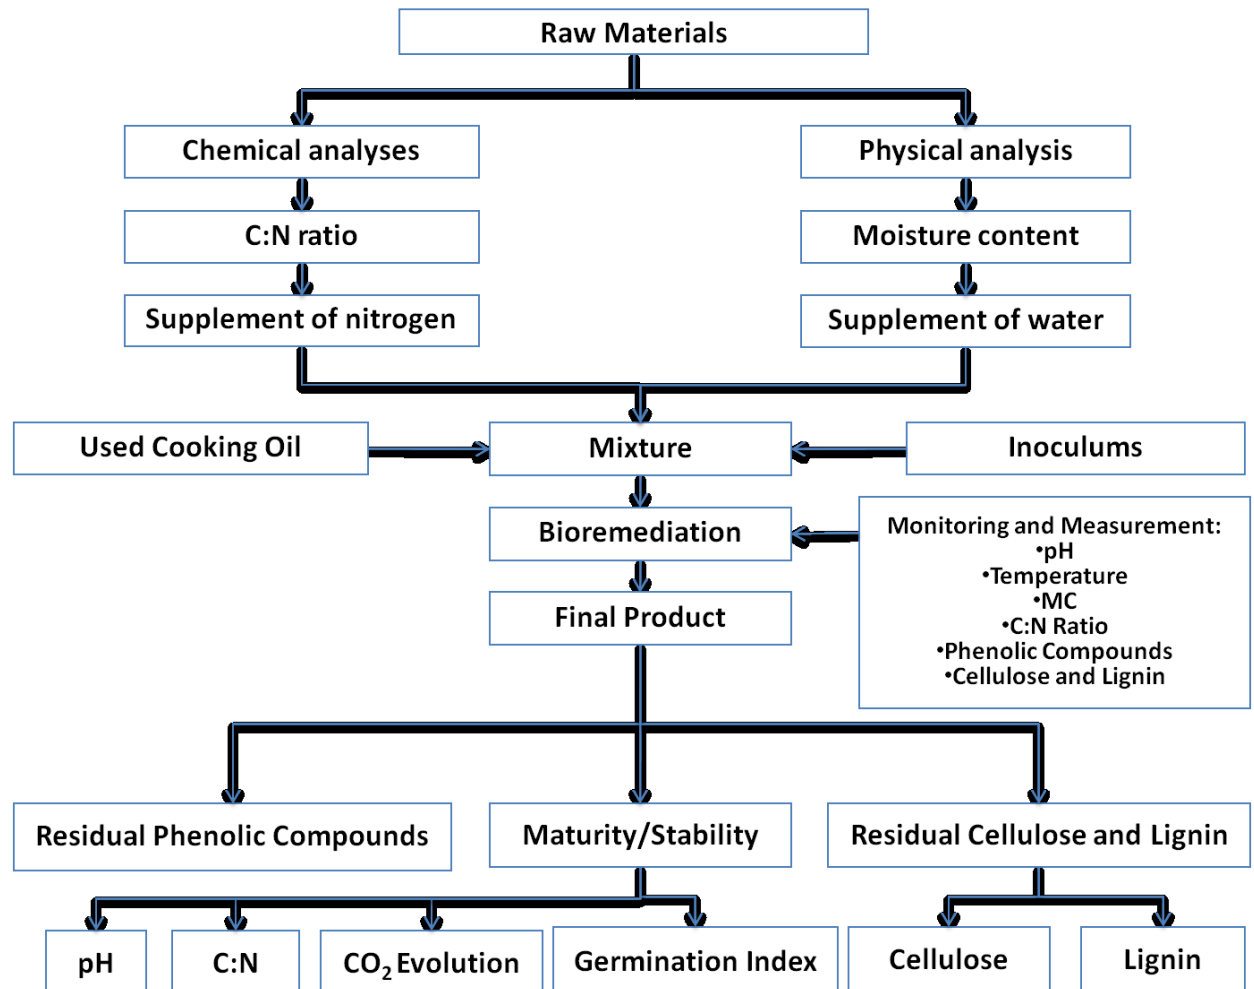 Raw Materials
Chemical analyses
Physical analysis
C:N ratio
Moisture content
Supplement of nitrogen
Supplement of water
Used Cooking Oil
Mixture
Inoculums
Bioremediation
Monitoring and Measurement:
•pH
•Temperature
•MC
•C:N Ratio
•Phenolic Compounds
•Cellulose and Lignin
Final Product
Residual Phenolic Compounds
Maturity/Stability
Residual Cellulose and Lignin
pH
C:N
CO₂ Evolution
Germination Index
Cellulose
Lignin